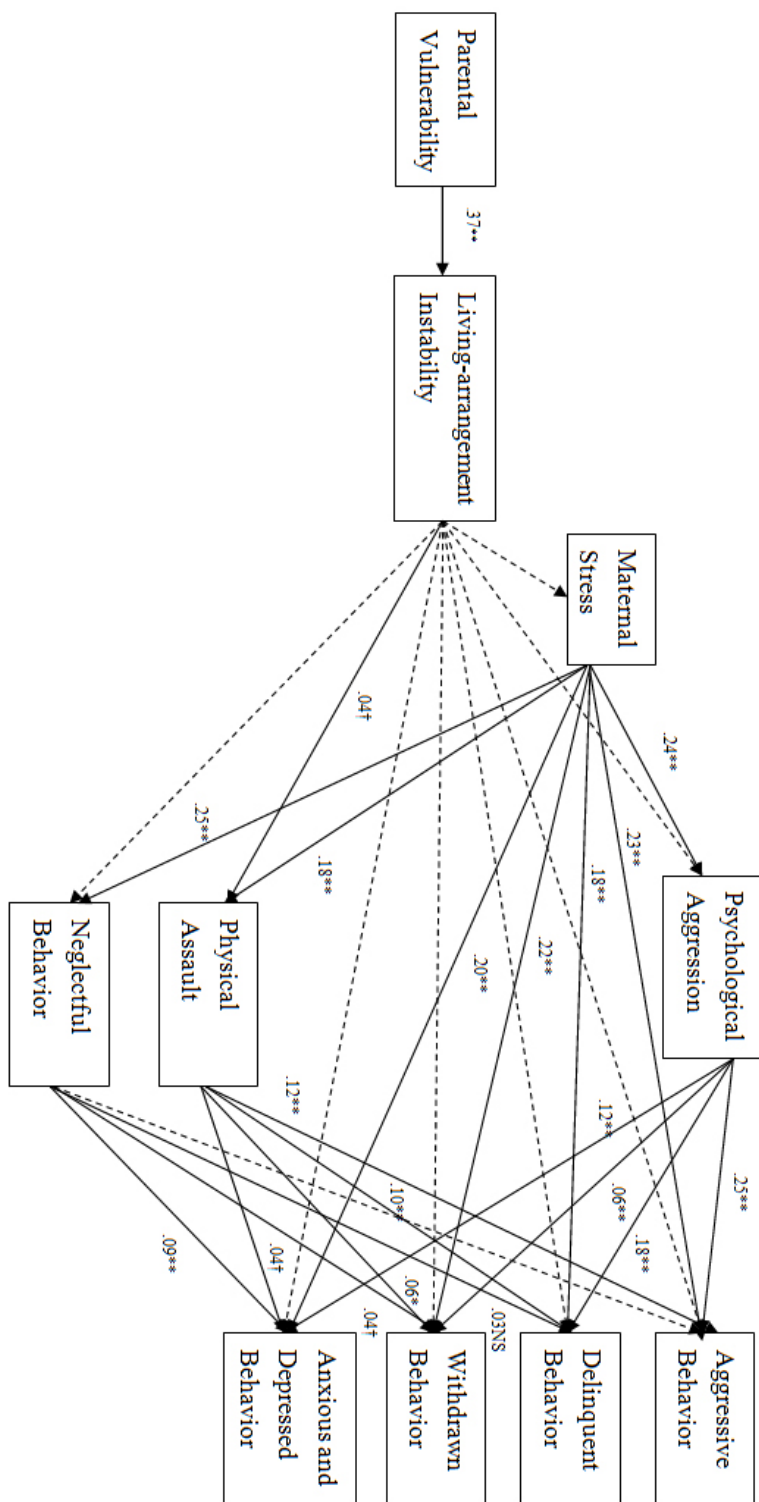 Parental
Vulnerability
.37**
Living-arrangement
Instability
Maternal
Stress
.24**
.23**
.18**
.22**
.20**
.04†
.18**
.25**
Psychological
Aggression
Physical
Assault
Neglectful
Behavior
.25**
.18**
.06**
.12**
.12**
.10**
.03NS
.06*
.04†
.04†
.09**
Aggressive
Behavior
Delinquent
Behavior
Withdrawn
Behavior
Anxious and
Depressed
Behavior